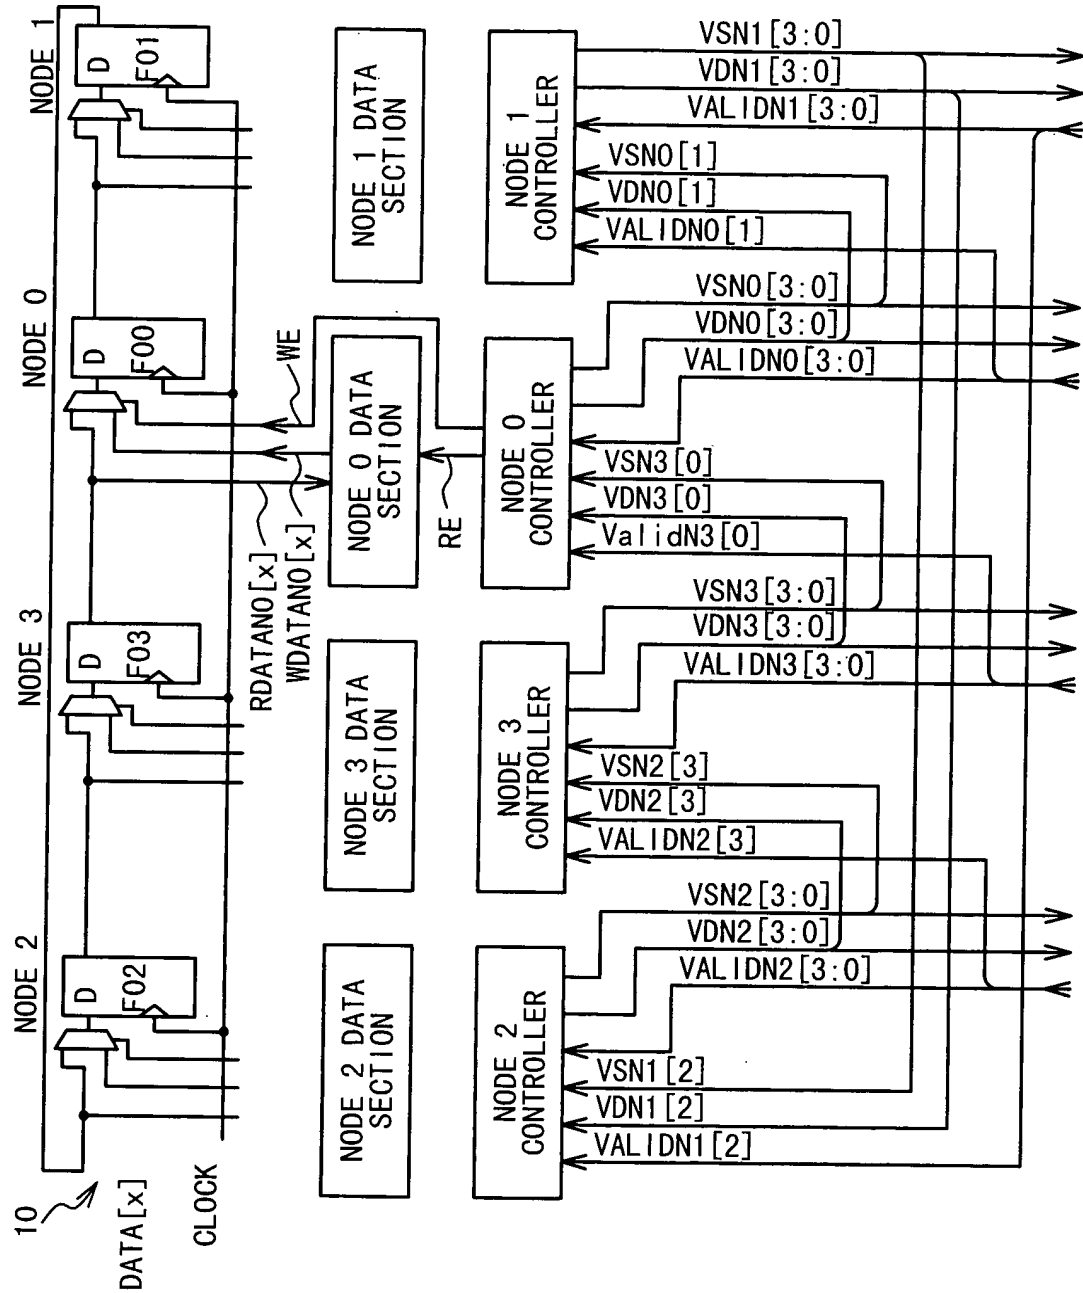 NODE 1
D
F01
NODE 1 DATA
SECTION
NODE 1
CONTROLLER
VSN1[3:0]
VDN1[3:0]
VALIDN1[3:0]
VSN0[1]
VDN0[1]
VALIDN0[1]
NODE 0
D
F00
WE
NODE 0 DATA
SECTION
RE
NODE 0
CONTROLLER
VSN0[3:0]
VDN0[3:0]
VALIDN0[3:0]
VSN3[0]
VDN3[0]
ValidN3[0]
RDATAN0[x]
WDATAN0[x]
NODE 3
D
F03
NODE 3 DATA
SECTION
NODE 3
CONTROLLER
VSN3[3:0]
VDN3[3:0]
VALIDN3[3:0]
VSN2[3]
VDN2[3]
VALIDN2[3]
NODE 2
D
F02
NODE 2 DATA
SECTION
NODE 2
CONTROLLER
VSN2[3:0]
VDN2[3:0]
VALIDN2[3:0]
VSN1[2]
VDN1[2]
VALIDN1[2]
10
DATA[x]
CLOCK